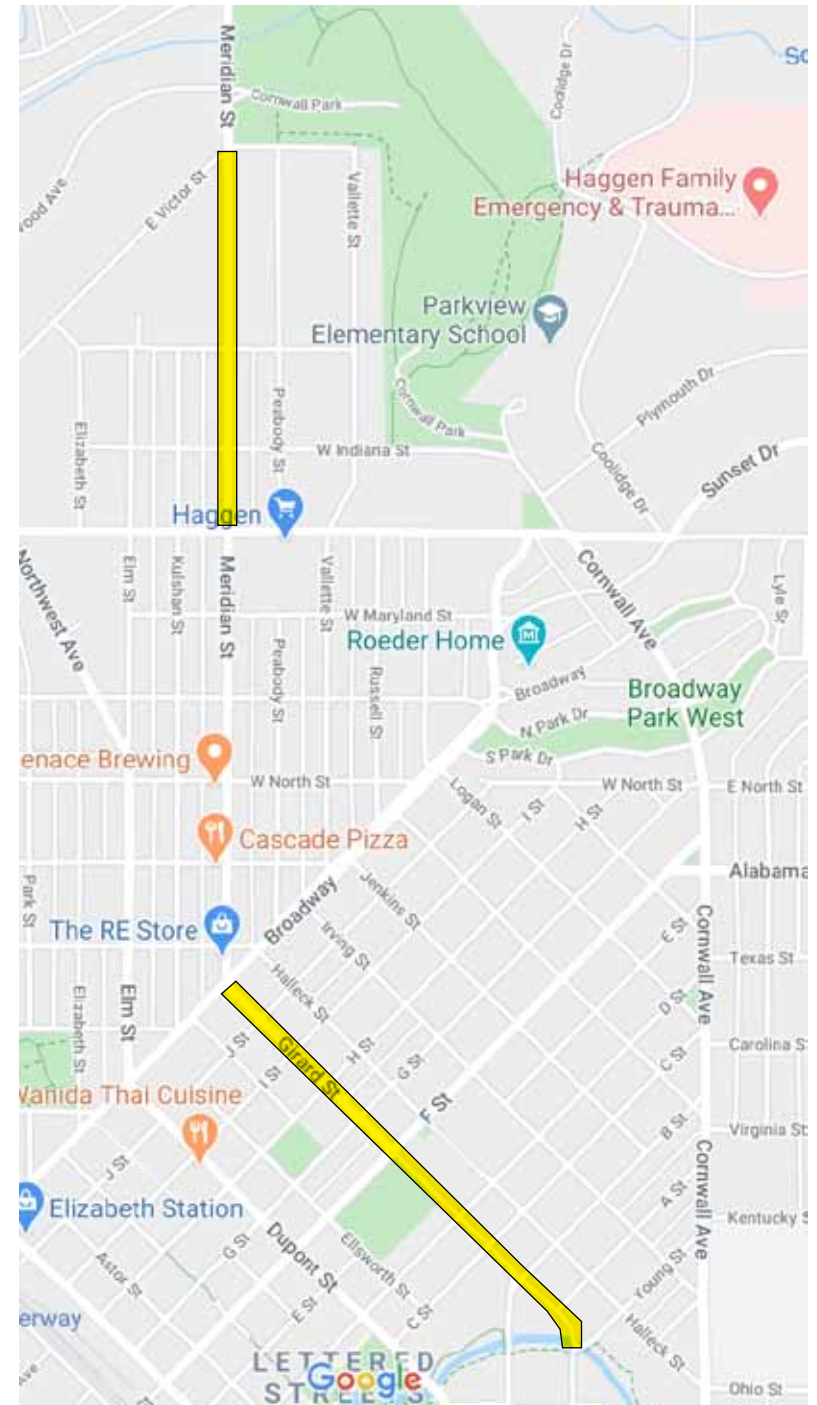 Meridian St
Cornwall Park
Coolidge Dr
Haggen Family
Emergency & Trauma...
E Victor St
Vallette St
Parkview
Elementary School
Plymouth Dr
Cornwall Park
Peabody St
Elizabeth St
W Indiana St
Coolidge Dr
Sunset Dr
Haggen
Northwest Ave
Elm St
Kulshan St
Meridian St
Vallette St
Cornwall Ave
Lyle St
W Maryland St
Roeder Home
Peabody St
Russell St
Broadway
Broadway
Park West
N Park Dr
S Park Dr
enace Brewing
W North St
Logan St
I St
H St
W North St
E North St
Cascade Pizza
Alabama
Park St
Jenkins St
Broadway
The RE Store
Irving St
E St
Cornwall Ave
Texas St
Halleck St
D St
Elizabeth St
Elm St
J St
I St
Girard St
H St
G St
C St
Carolina S
F St
Wanida Thai Cuisine
B St
Virginia St
J St
Cornwall Ave
A St
Elizabeth Station
Kentucky S
G St
Dupont St
Ellsworth St
Astor St
Young St
E St
C St
erway
Halleck St
LETTERED
STREETS
Google
Ohio St
Ave
ood Ave